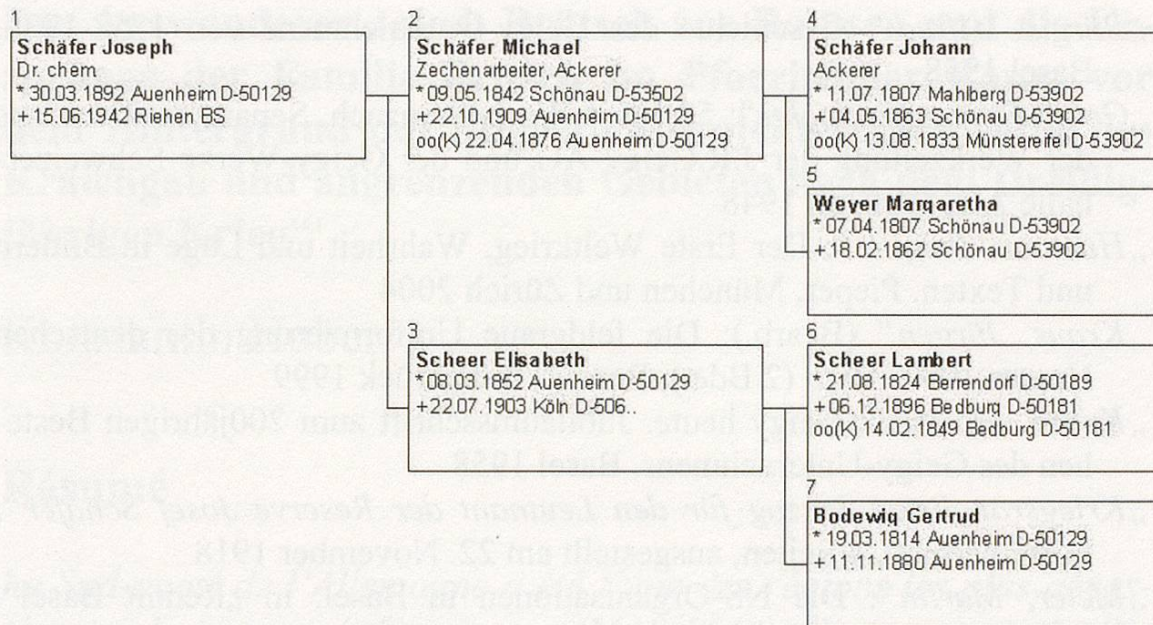 1
Schäfer Joseph
Dr. chem.
* 30.03.1892 Auenheim D-50129
+ 15.06.1942 Riehen BS
2
Schäfer Michael
Zechenarbeiter, Ackerer
* 09.05.1842 Schönau D-53502
+22.10.1909 Auenheim D-50129
oo(k) 22.04.1876 Auenheim D-50129
3
Scheer Elisabeth
*08.03.1852 Auenheim D-50129
+22.07.1903 Köln D-506..
4
Schäfer Johann
Ackerer
* 11.07.1807 Mahlberg D-53902
+04.05.1863 Schönau D-53902
oo(k) 13.08.1833 Münstereifel D-53902
5
Weyer Margaretha
* 07.04.1807 Schönau D-53902
+18.02.1862 Schönau D-53902
6
Scheer Lambert
*21.08.1824 Berrendorf D-50189
+06.12.1896 Bedburg D-50181
oo(k) 14.02.1849 Bedburg D-50181
7
Bodewig Gertrud
* 19.03.1814 Auenheim D-50129
+11.11.1880 Auenheim D-50129